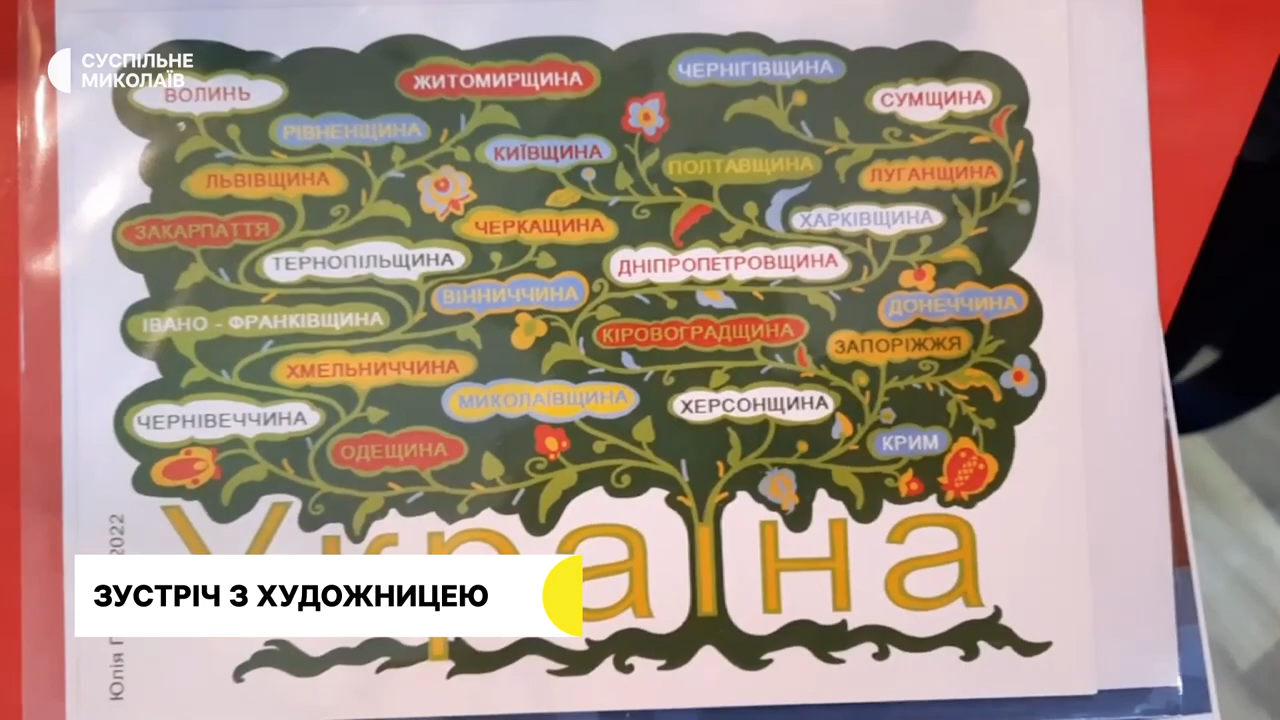 СУСПІЛЬНЕ
МИКОЛАЇВ
ВОЛИНЬ
ЖИТОМИРЩИНА
ЧЕРНІГІВЩИНА
СУМЩИНА
РІВНЕНЩИНА
КИЇВЩИНА
ПОЛТАВЩИНА
ЛУГАНЩИНА
ЛЬВІВЩИНА
ЗАКАРПАТТЯ
ЧЕРКАЩИНА
ХАРКІВЩИНА
ТЕРНОПІЛЬЩИНА
ДНІПРОПЕТРОВЩИНА
ВІННИЧЧИНА
ДОНЕЧЧИНА
ІВАНО - ФРАНКІВЩИНА
КІРОВОГРАДЩИНА
ЗАПОРІЖЖЯ
ХМЕЛЬНИЧЧИНА
МИКОЛАЇВЩИНА
ХЕРСОНЩИНА
ЧЕРНІВЕЧЧИНА
ОДЕЩИНА
КРИМ
Україна
ЗУСТРІЧ З ХУДОЖНИЦЕЮ
Юлія
2022